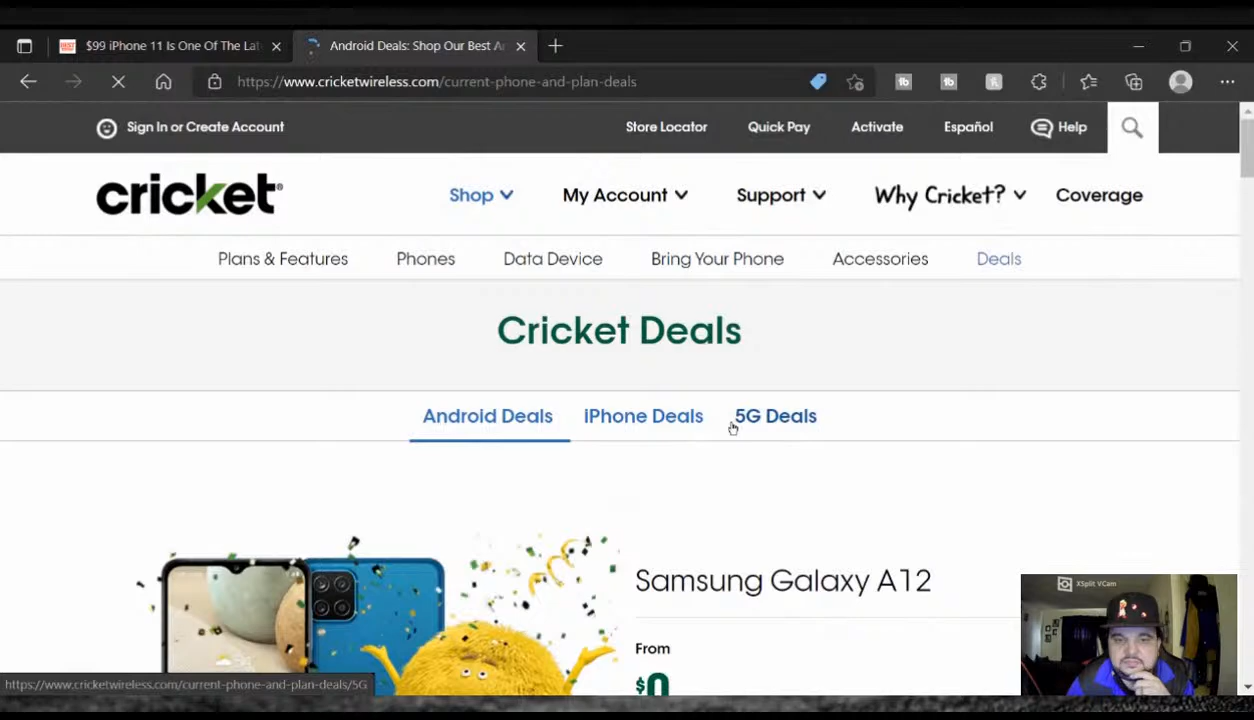 $99 iPhone 11 Is One Of The Lat
Android Deals: Shop Our Best A
https://www.cricketwireless.com/current-phone-and-plan-deals
Sign In or Create Account
Store Locator
Quick Pay
Activate
Español
Help
cricket
Shop
My Account
Support
Why Cricket?
Coverage
Plans & Features
Phones
Data Device
Bring Your Phone
Accessories
Deals
Cricket Deals
Android Deals
iPhone Deals
5G Deals
Samsung Galaxy A12
From
$0
XSplit VCam
https://www.cricketwireless.com/current-phone-and-plan-deals/5G